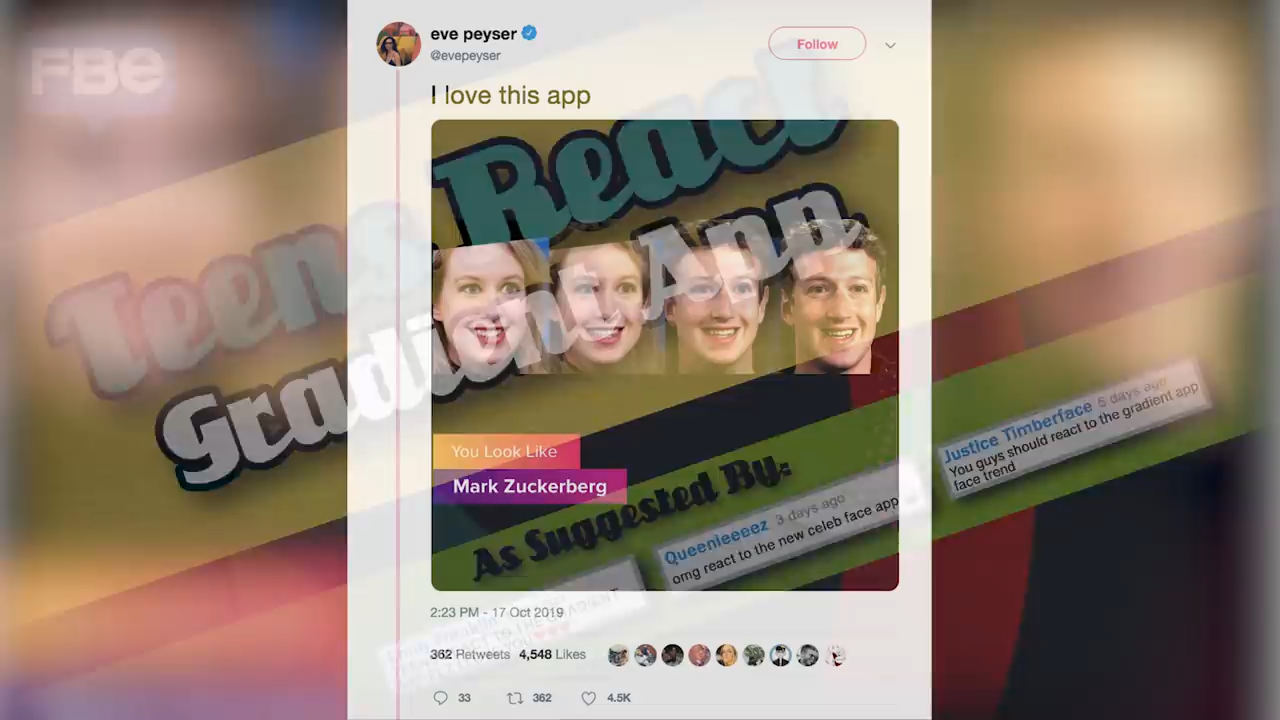 FBE
eve peyser
@evepeyser
Follow
I love this app
Teens React
Gradient App
You Look Like
Mark Zuckerberg
As Suggested By:
Justice Timberface 5 days ago
You guys should react to the gradient app
face trend
Queenieeeez 3 days ago
omg react to the new celeb face app
2:23 PM - 17 Oct 2019
362 Retweets 4,548 Likes
33 362 4.5K